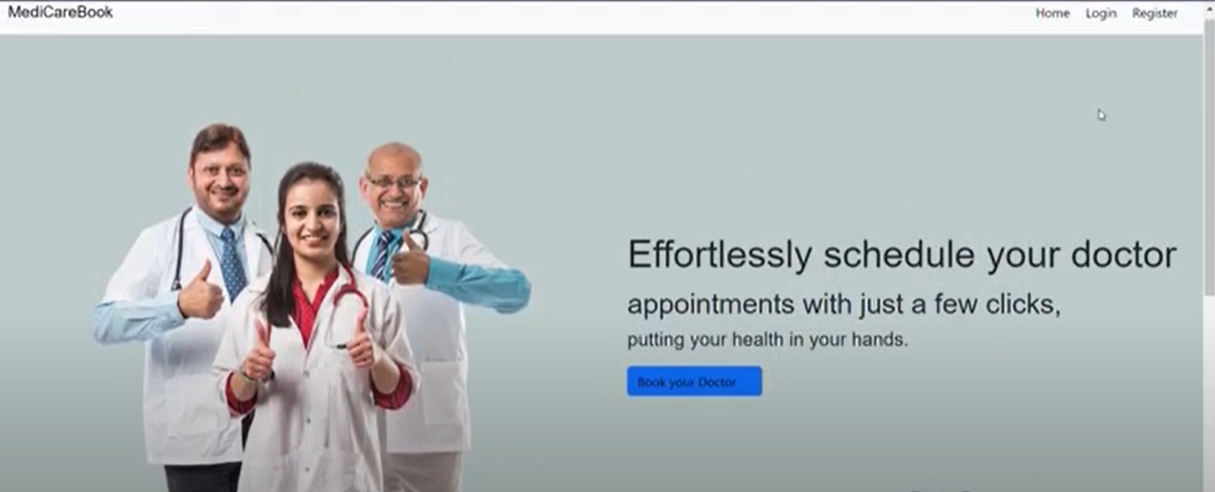 MediCareBook
Home Login Register
Effortlessly schedule your doctor
appointments with just a few clicks,
putting your health in your hands.
Book your Doctor